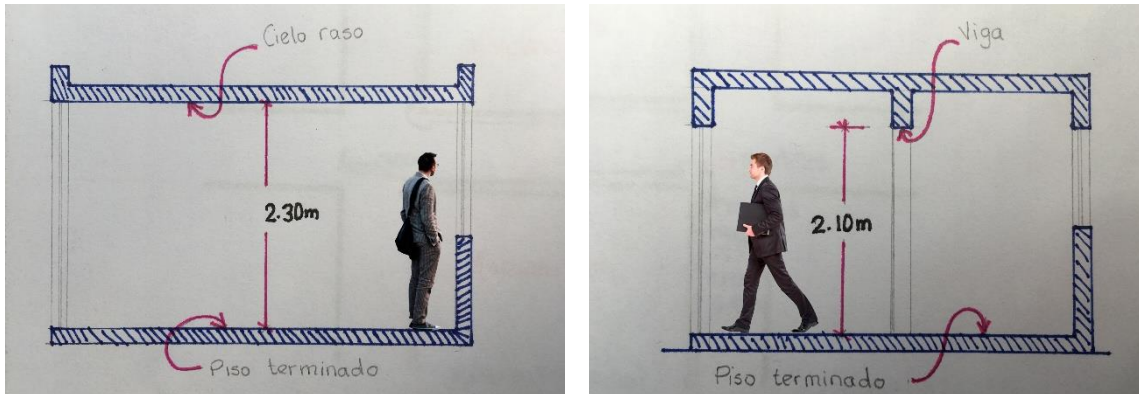 Cielo raso
2.30m
Piso terminado
Viga
2.10m
Piso terminado